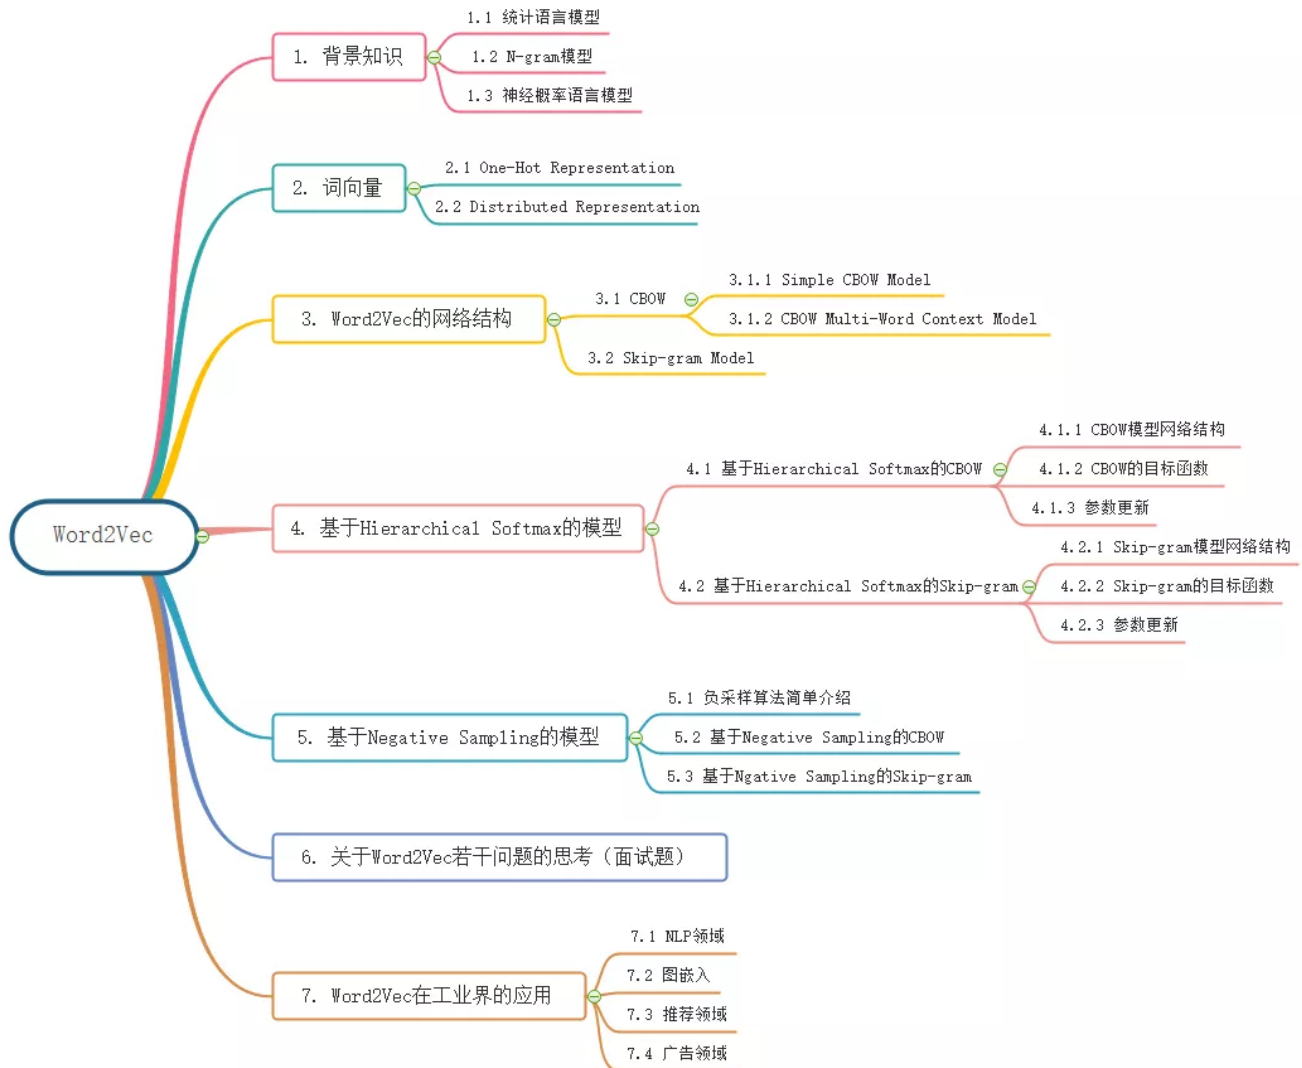 Word2Vec
1. 背景知识
1.1 统计语言模型
1.2 N-gram模型
1.3 神经概率语言模型
2. 词向量
2.1 One-Hot Representation
2.2 Distributed Representation
3. Word2Vec的网络结构
3.1 CBOW
3.1.1 Simple CBOW Model
3.1.2 CBOW Multi-Word Context Model
3.2 Skip-gram Model
4. 基于Hierarchical Softmax的模型
4.1 基于Hierarchical Softmax的CBOW
4.1.1 CBOW模型网络结构
4.1.2 CBOW的目标函数
4.1.3 参数更新
4.2 基于Hierarchical Softmax的Skip-gram
4.2.1 Skip-gram模型网络结构
4.2.2 Skip-gram的目标函数
4.2.3 参数更新
5. 基于Negative Sampling的模型
5.1 负采样算法简单介绍
5.2 基于Negative Sampling的CBOW
5.3 基于Ngative Sampling的Skip-gram
6. 关于Word2Vec若干问题的思考（面试题）
7. Word2Vec在工业界的应用
7.1 NLP领域
7.2 图嵌入
7.3 推荐领域
7.4 广告领域